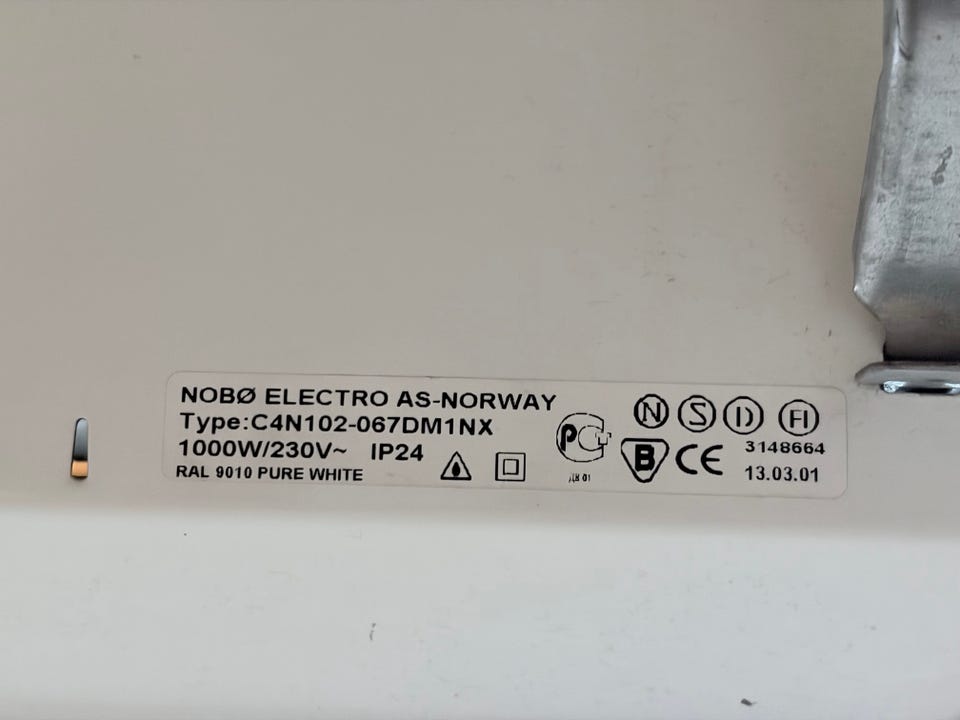 NOBØ ELECTRO AS-NORWAY
Type:C4N102-067DM1NX
1000W/230V~ IP24
RAL 9010 PURE WHITE
N S D FI
B CE
3148664
13.03.01